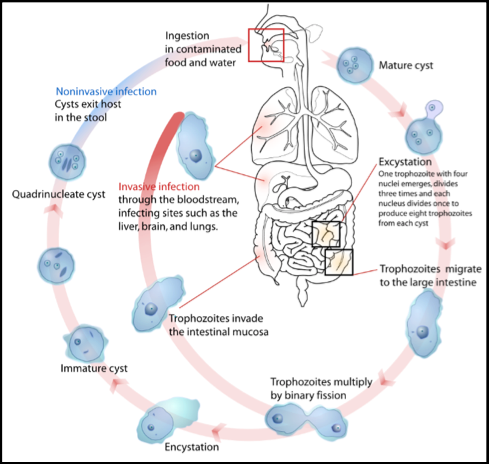 Ingestion
in contaminated
food and water
Mature cyst
Noninvasive infection
Cysts exit host
in the stool
Excystation
One trophozite with four
nuclei emerges, divides
three times and each
nucleus divides once to
produce eight trophozoites
from each cyst
Quadrinucleate cyst
Invasive infection
through the bloodstream,
infecting sites such as the
liver, brain, and lungs.
Trophozoites migrate
to the large intestine
Trophozoites invade
the intestinal mucosa
Immature cyst
Trophozoites multiply
by binary fission
Encystation